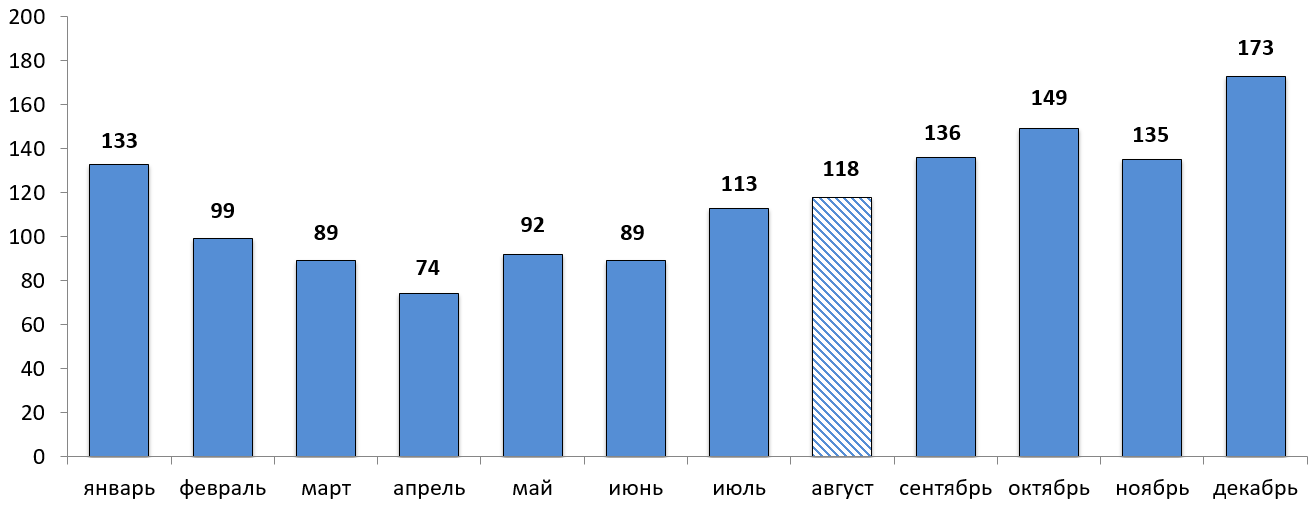 200
180
160
140
120
100
80
60
40
20
0
133
99
89
74
92
89
113
118
136
149
135
173
январь
февраль
март
апрель
май
июнь
июль
август
сентябрь
октябрь
ноябрь
декабрь